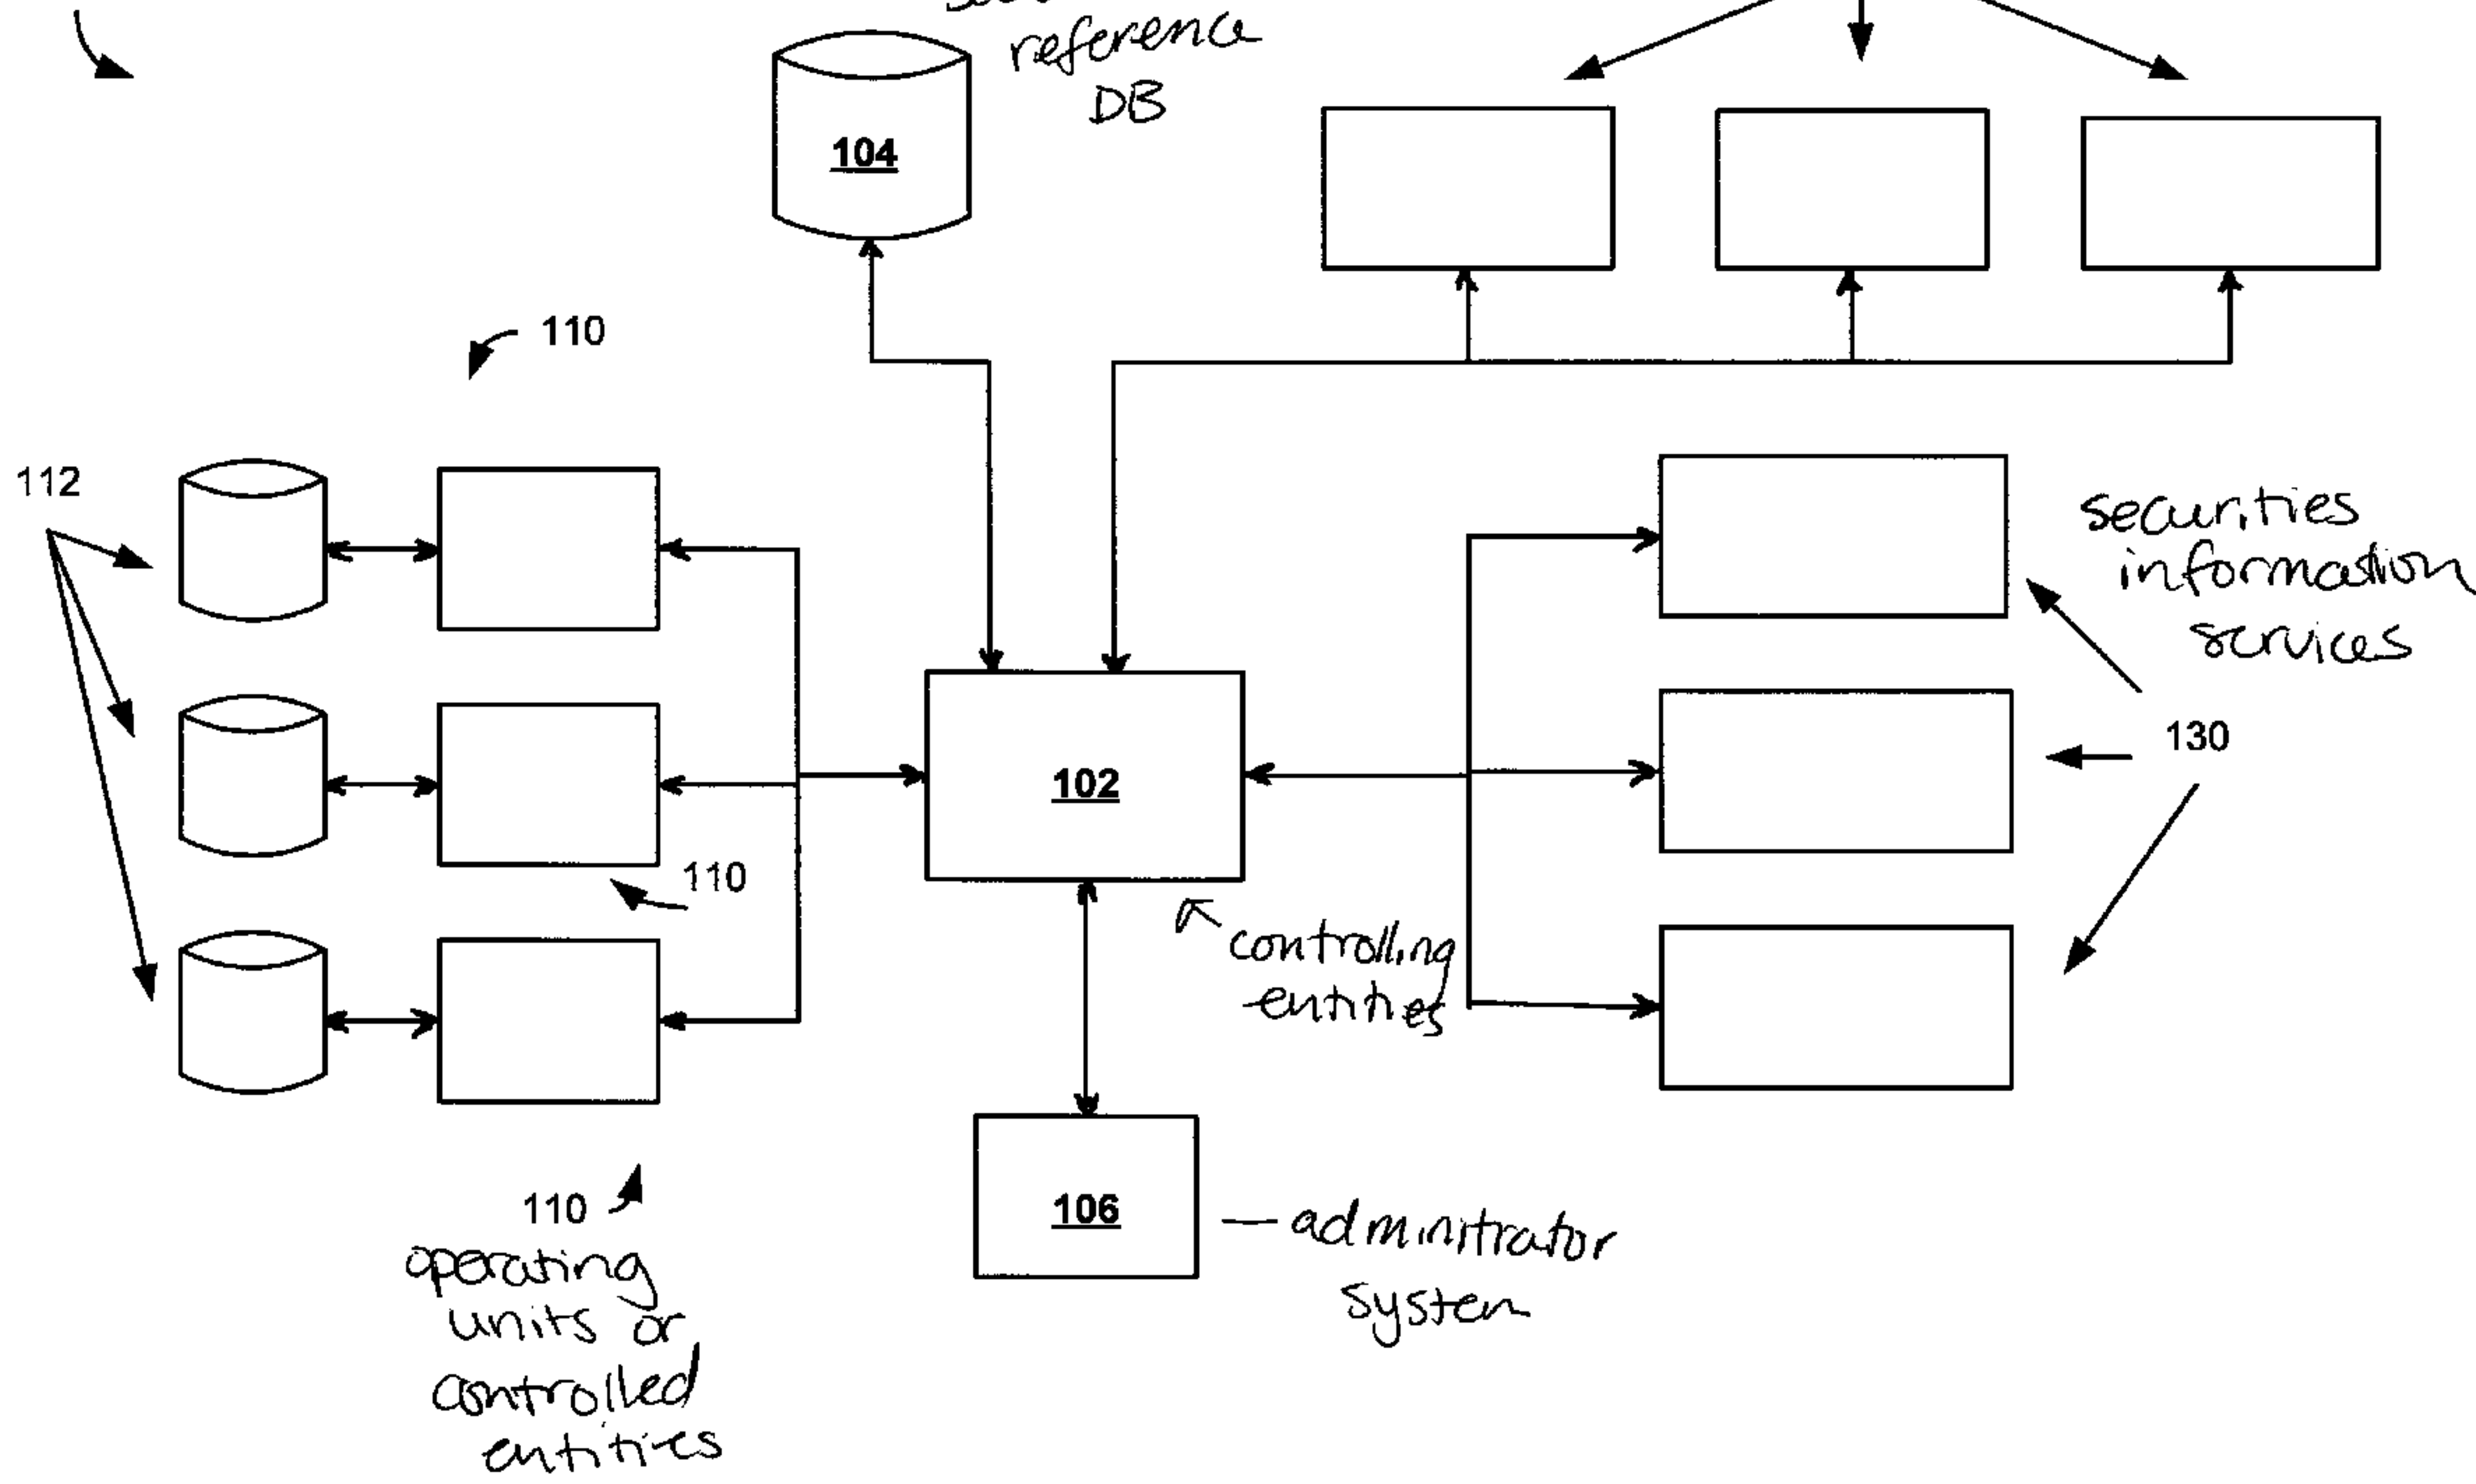 reference
DB
104
110
112
securities
information
services
130
102
110
controlling
entities
106
adminitrator
system
110
operating
units or
controlled
entities